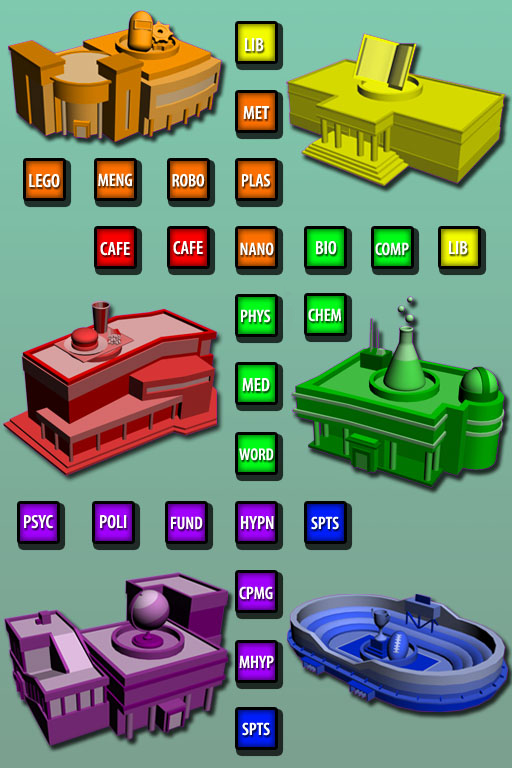 LIB
MET
LEGO MENG ROBO PLAS
CAFE CAFE NANO BIO COMP LIB
PHYS CHEM
MED
WORD
PSYC POLI FUND HYPN SPTS
CPMG
MHYP
SPTS